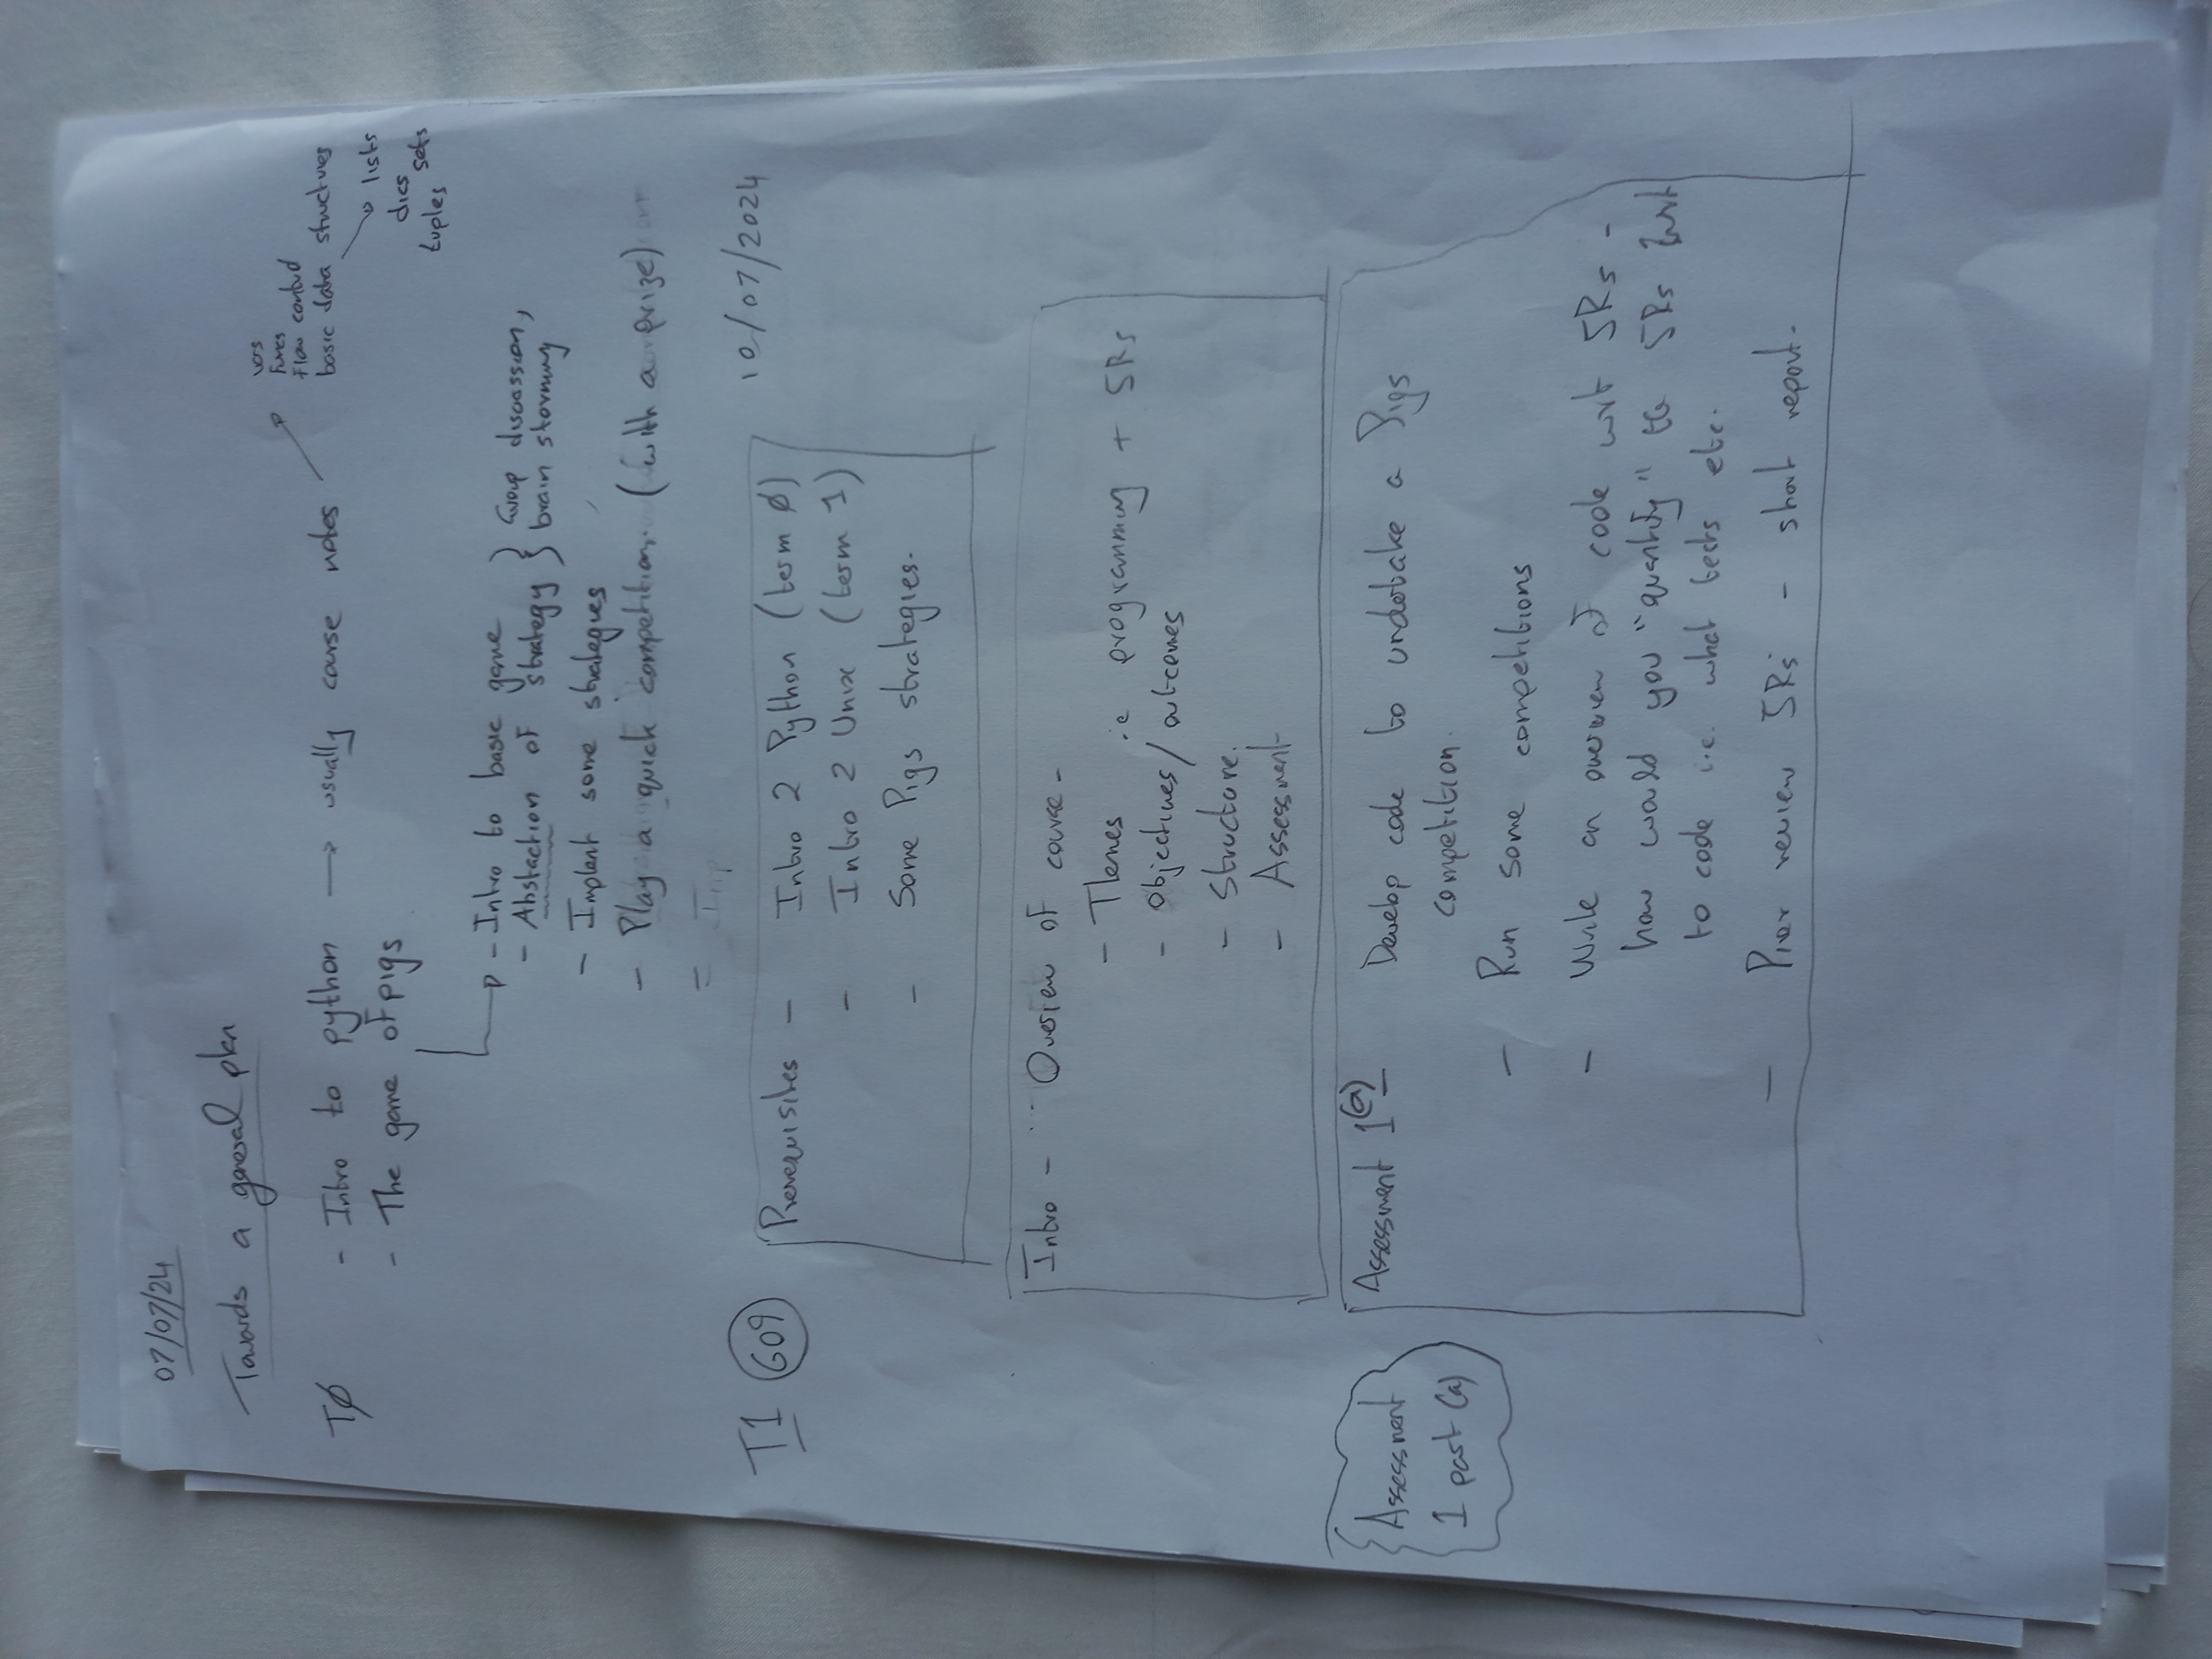 07/07/24
Towards a general plan
TØ
- Intro to python → usually course notes
vars
Funcs
Flow control
basic data structures
lists
dics
sets
tuples
- The game of pigs
- Intro to basic game
- Abstaction of strategy
Group discussion,
brain storming
- Implent some strategies
- Play a quick competition. (with a prize)
= Imp
T1 609
10/07/2024
Prerequisites - Intro 2 Python (term Ø)
- Intro 2 Unix (term 1)
- Some Pigs strategies.
Intro - Overview of course -
- Themes i.e programming + 5Rs
- Objectives/outcomes
- Structure.
- Assessment
Assessment
1 part (a)
Assessment 1(a) Develop code to undertake a Pigs
competition.
- Run some competitions
- Write an overview of code wrt 5Rs -
how would you "quantify" the 5Rs wrt
to code i.e. what tests etc.
- Pier review 5Rs - short report.